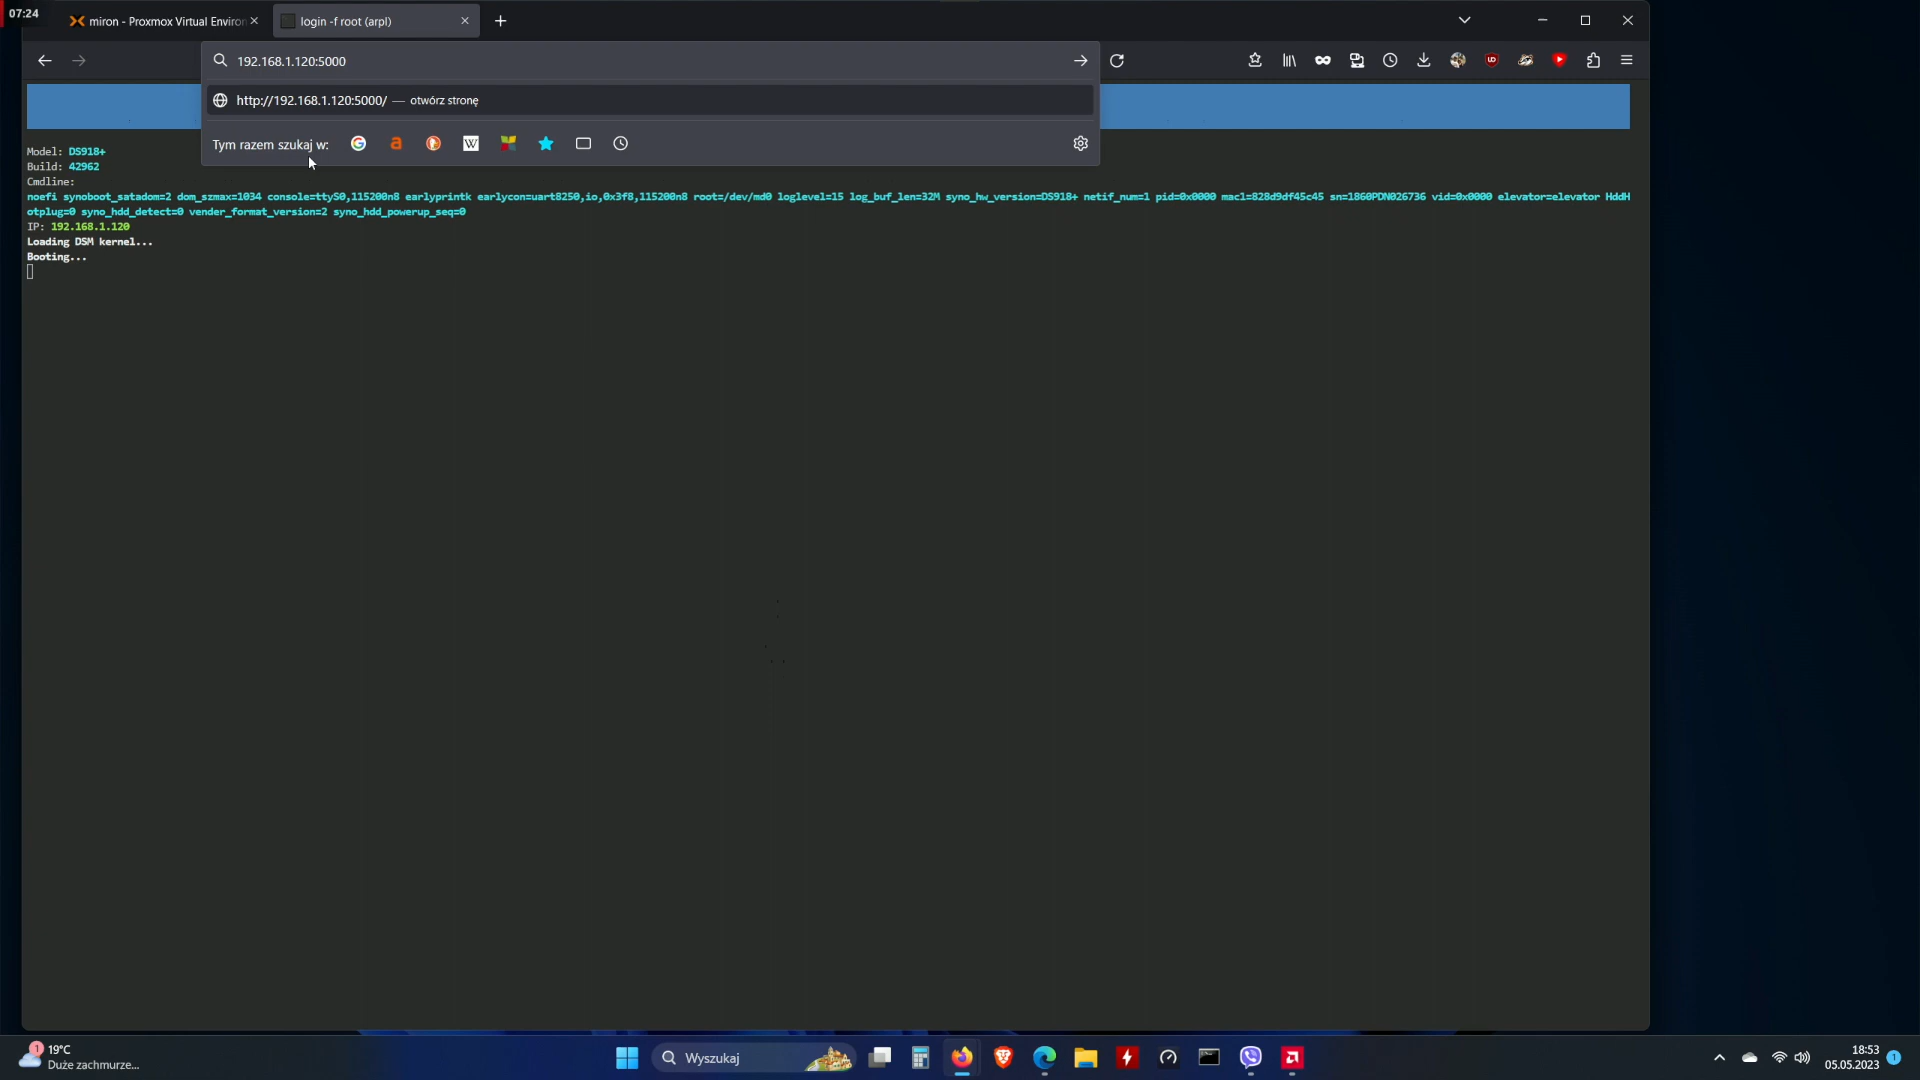 07:24
miron - Proxmox Virtual Environ
login -f root (arpl)
192.168.1.120:5000
http://192.168.1.120:5000/ — otwórz stronę
Tym razem szukaj w:
Model: DS918+
Build: 42962
Cmdline:
noefi synoboot_satadom=2 dom_szmax=1034 console=ttyS0,115200n8 earlyprintk earlycon=uart8250,io,0x3f8,115200n8 root=/dev/md0 loglevel=15 log_buf_len=32M syno_hw_version=DS918+ netif_num=1 pid=0x0000 mac1=828d9df45c45 sn=1860PDN026736 vid=0x0000 elevator=elevator HddH
otplug=0 syno_hdd_detect=0 vender_format_version=2 syno_hdd_powerup_seq=0
IP: 192.168.1.120
Loading DSM kernel...
Booting...
1
19°C
Duże zachmurze...
Wyszukaj
18:53
05.05.2023
1